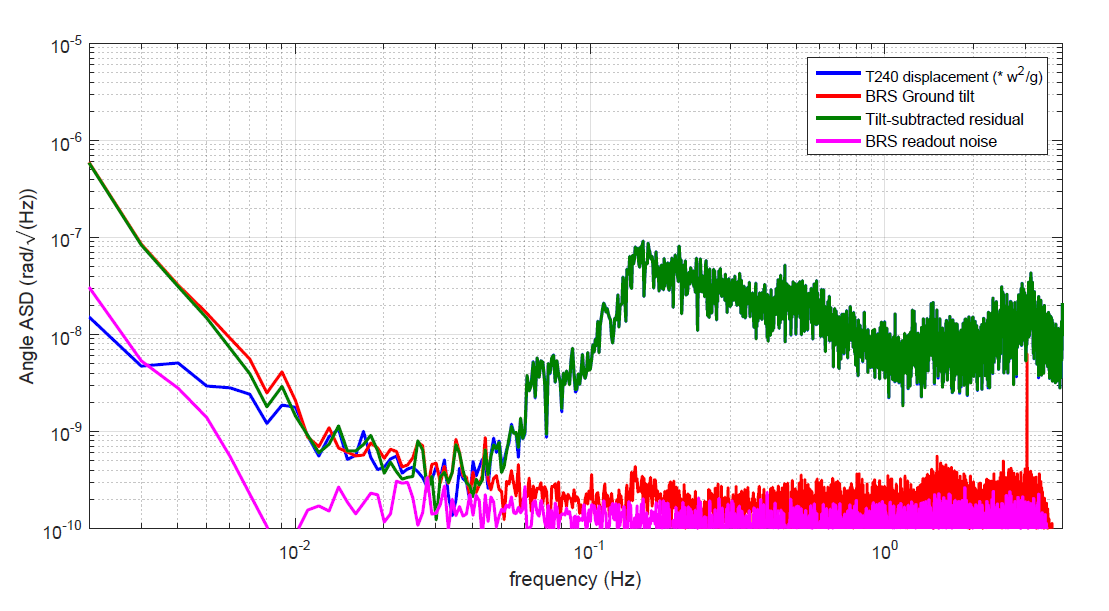 10^-5
10^-6
10^-7
10^-8
10^-9
10^-10
Angle ASD (rad/√(Hz))
T240 displacement (* w^2/g)
BRS Ground tilt
Tilt-subtracted residual
BRS readout noise
10^-2 10^-1 10^0
frequency (Hz)